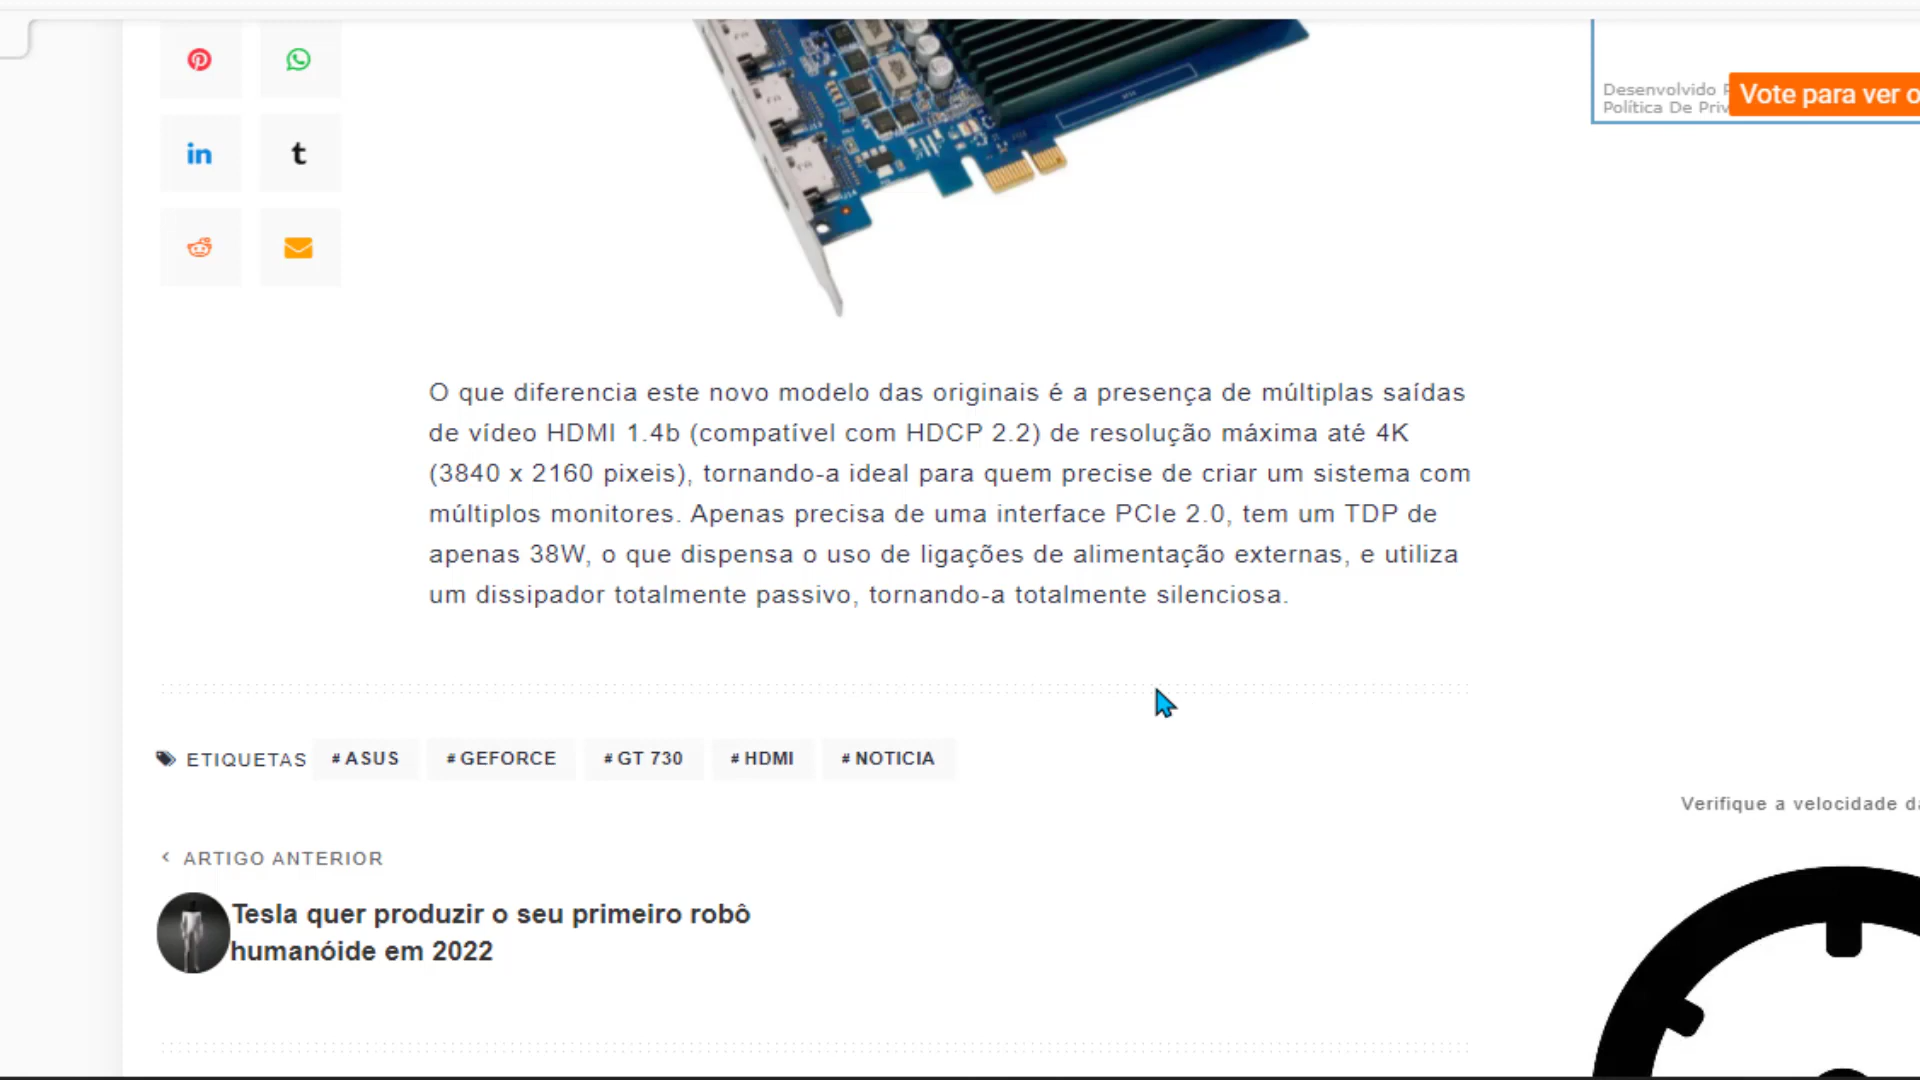 Desenvolvido
Política De Priv
Vote para ver o
O que diferencia este novo modelo das originais é a presença de múltiplas saídas
de vídeo HDMI 1.4b (compatível com HDCP 2.2) de resolução máxima até 4K
(3840 x 2160 pixeis), tornando-a ideal para quem precise de criar um sistema com
múltiplos monitores. Apenas precisa de uma interface PCIe 2.0, tem um TDP de
apenas 38W, o que dispensa o uso de ligações de alimentação externas, e utiliza
um dissipador totalmente passivo, tornando-a totalmente silenciosa.
ETIQUETAS # ASUS # GEFORCE # GT 730 # HDMI # NOTICIA
ARTIGO ANTERIOR
Tesla quer produzir o seu primeiro robô
humanóide em 2022
Verifique a velocidade da